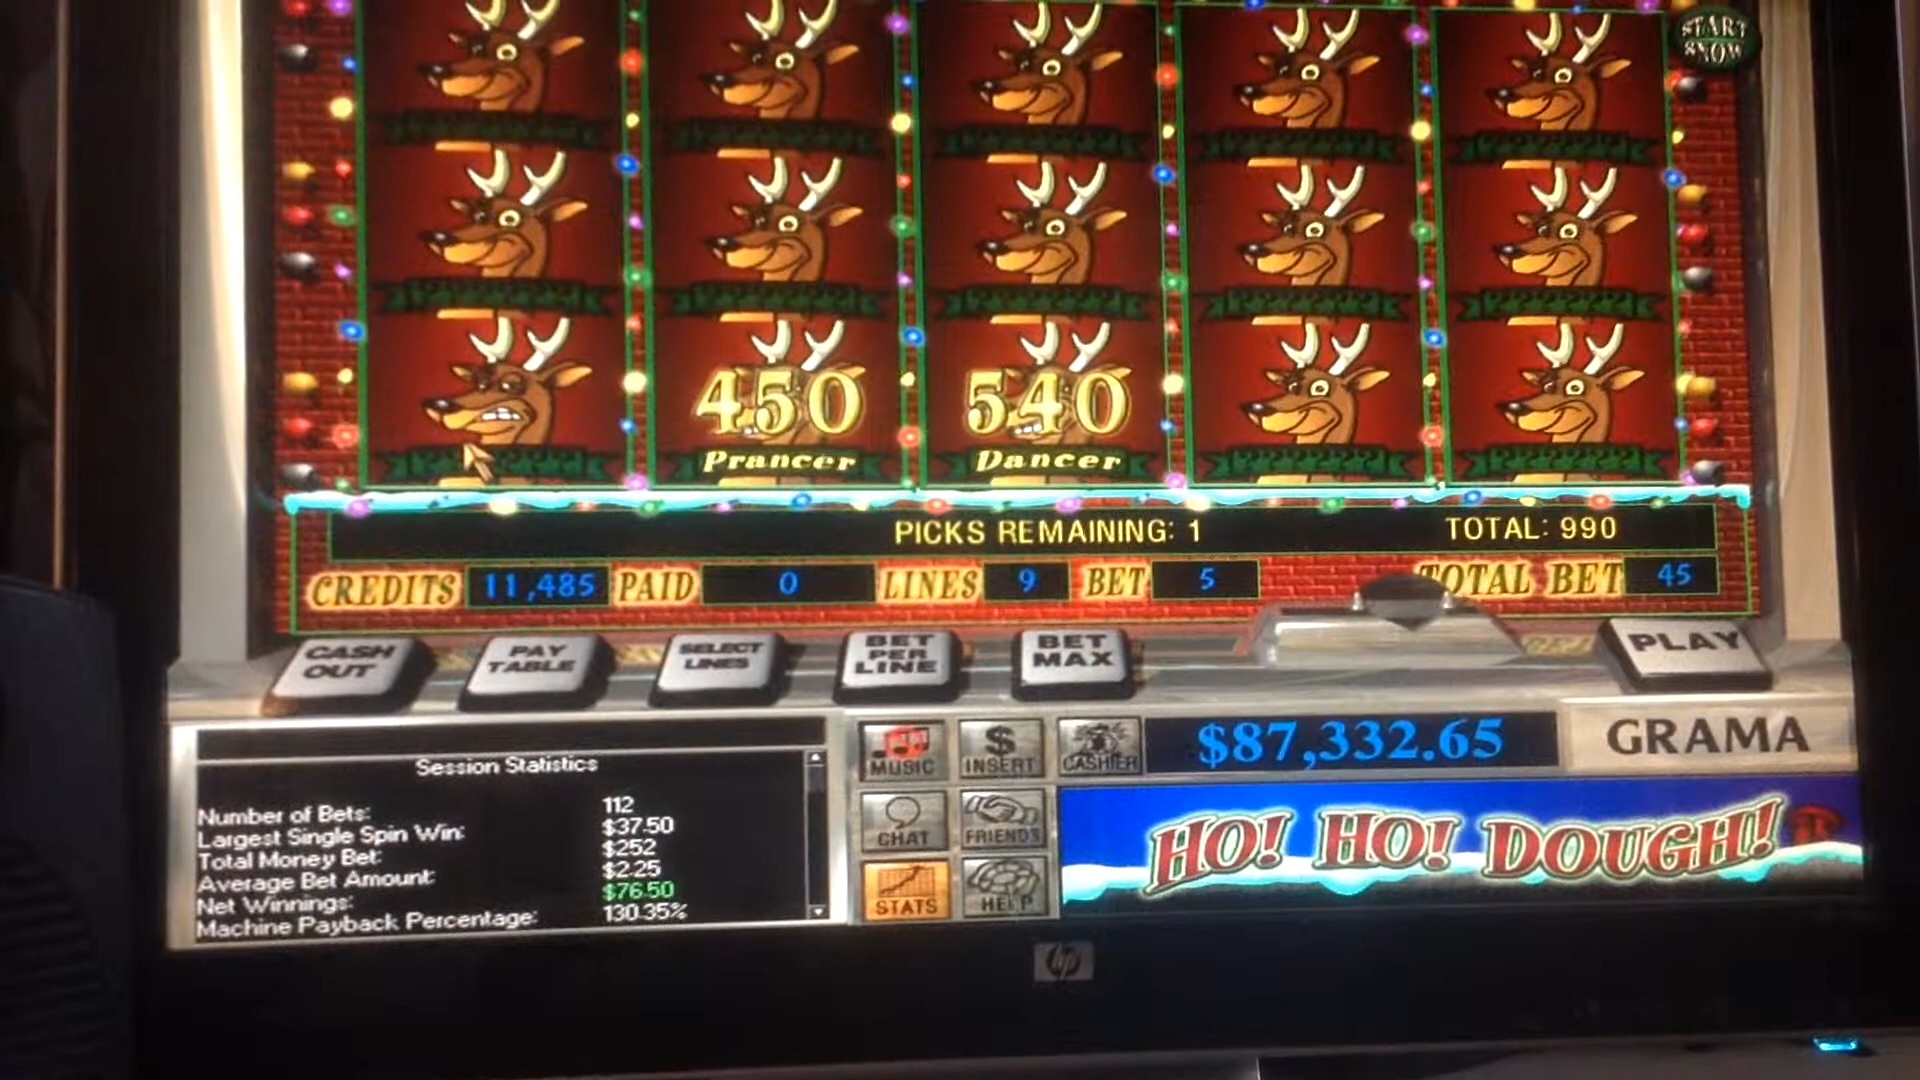 START
SNOW
450
540
Prancer
Dancer
PICKS REMAINING: 1
TOTAL: 990
CREDITS 11,485 PAID 0 LINES 9 BET 5 TOTAL BET 45
CASH
OUT
PAY
TABLE
SELECT
LINES
BET
PER
LINE
BET
MAX
PLAY
MUSIC
INSERT
CASHIER
$87,332.65
GRAMA
Session Statistics
Number of Bets: 112
Largest Single Spin Win: $37.50
Total Money Bet: $252
Average Bet Amount: $2.25
Net Winnings: $76.50
Machine Payback Percentage: 130.35%
CHAT
FRIENDS
STATS
HELP
HO! HO! DOUGH!
hp